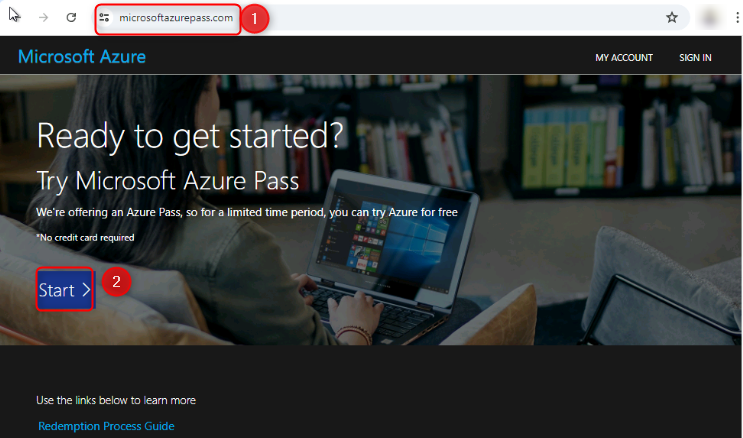 microsoftazurepass.com
1
Microsoft Azure
MY ACCOUNT
SIGN IN
Ready to get started?
Try Microsoft Azure Pass
We're offering an Azure Pass, so for a limited time period, you can try Azure for free
*No credit card required
Start
2
Use the links below to learn more
Redemption Process Guide